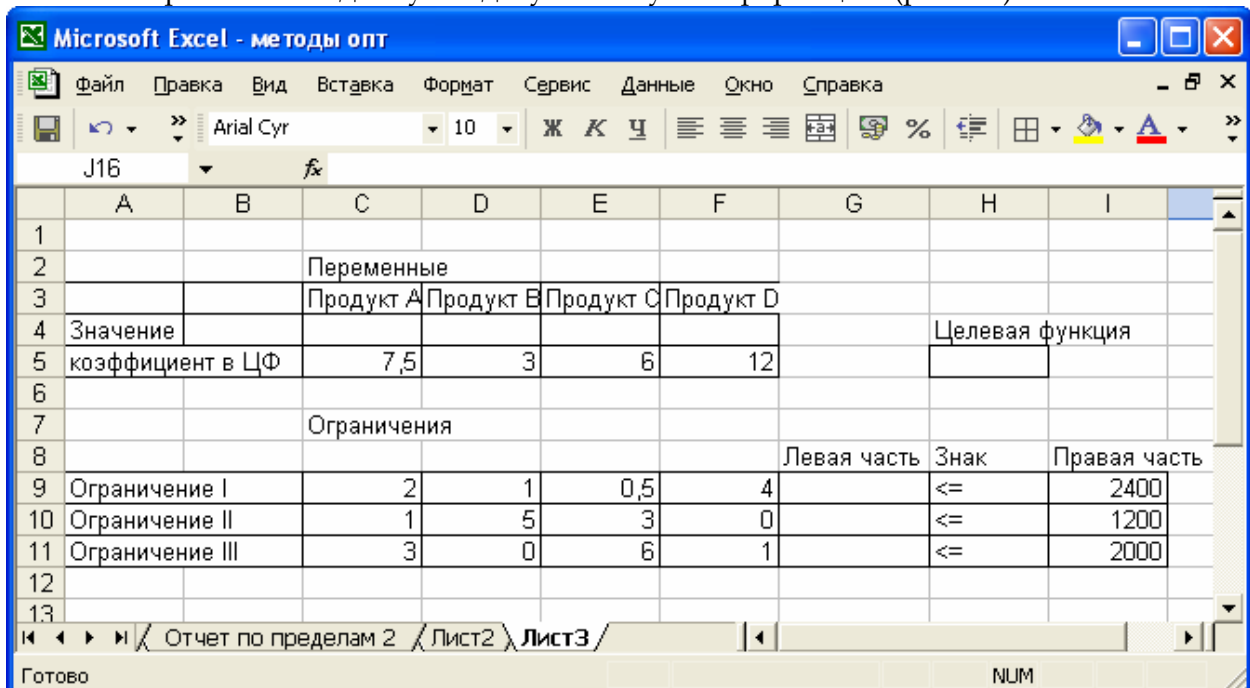 Microsoft Excel - методы опт
Файл Правка Вид Вставка Формат Сервис Данные Окно Справка
Arial Cyr 10 Ж К Ч %
J16 fx
A B C D E F G H I
1
2 Переменные
3 Продукт A Продукт B Продукт C Продукт D
4 Значение Целевая функция
5 коэффициент в ЦФ 7,5 3 6 12
6
7 Ограничения
8 Левая часть Знак Правая часть
9 Ограничение I 2 1 0,5 4 <= 2400
10 Ограничение II 1 5 3 0 <= 1200
11 Ограничение III 3 0 6 1 <= 2000
12
13
Отчет по пределам 2 Лист2 Лист3
Готово NUM